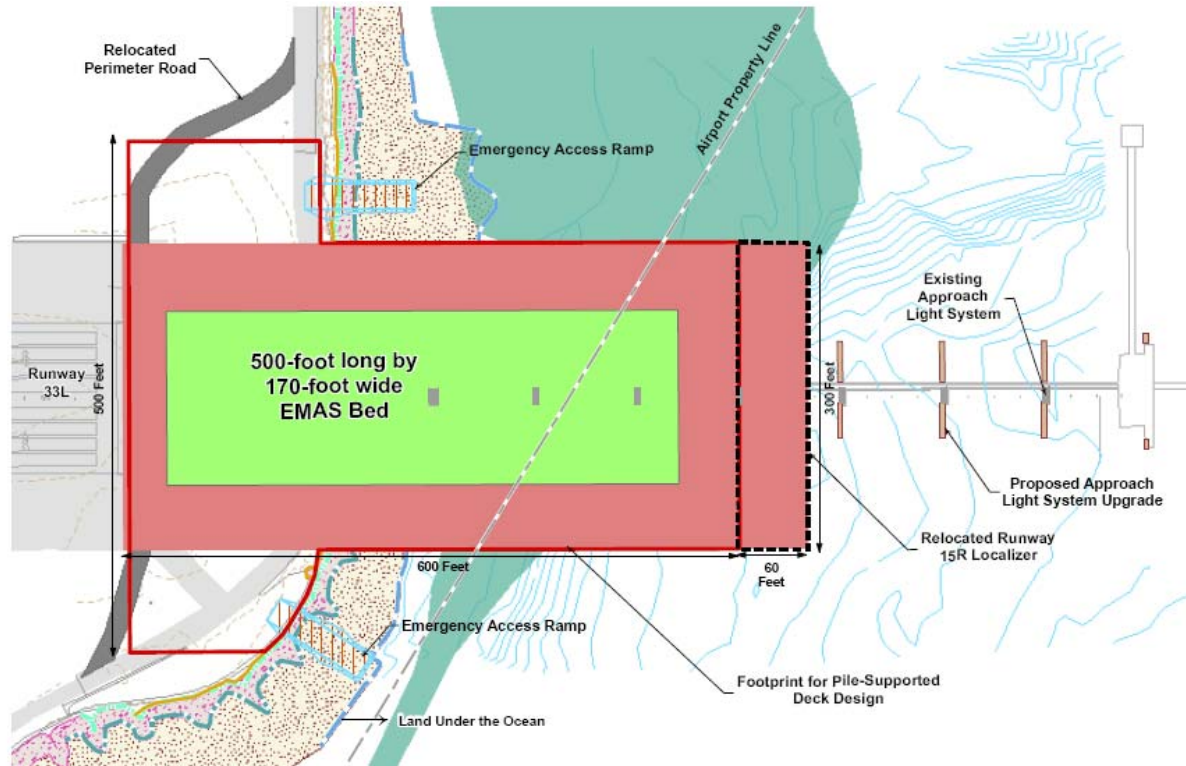 Relocated
Perimeter Road
Airport Property Line
Emergency Access Ramp
Existing
Approach
Light System
500-foot long by
170-foot wide
EMAS Bed
Runway
33L
500 Feet
300 Feet
Proposed Approach
Light System Upgrade
Relocated Runway
15R Localizer
600 Feet
60
Feet
Emergency Access Ramp
Footprint for Pile-Supported
Deck Design
Land Under the Ocean